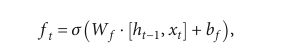 f_t = σ(W_f · [h_{t−1}, x_t] + b_f),